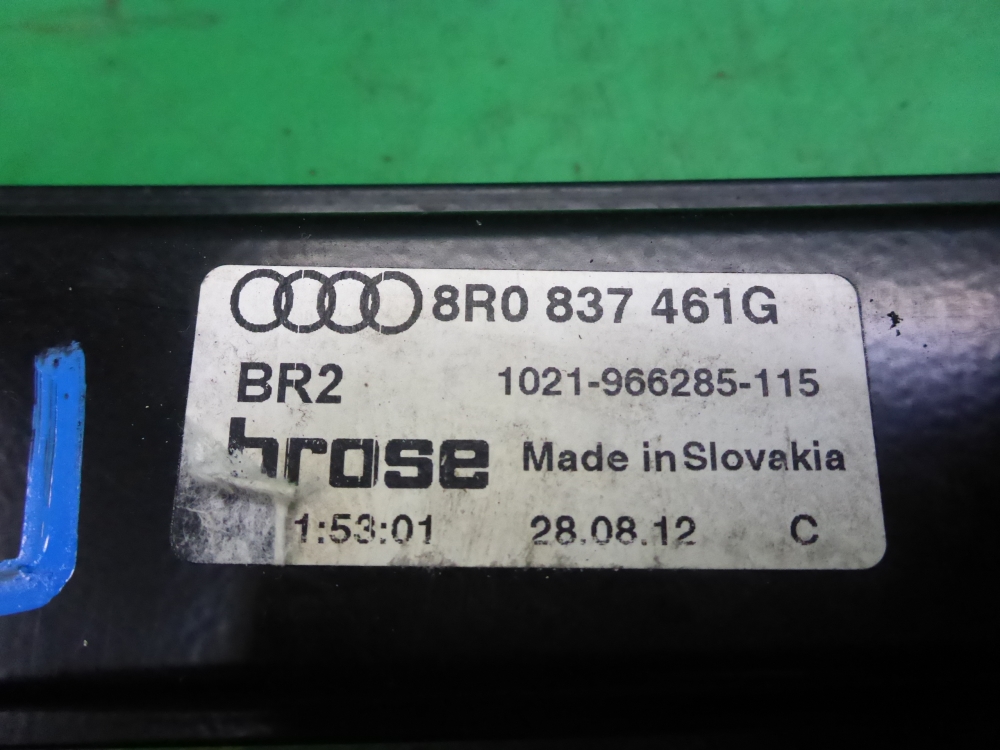 8R0 837 461G
BR2 1021-966285-115
brose Made in Slovakia
1:53:01 28.08.12 C